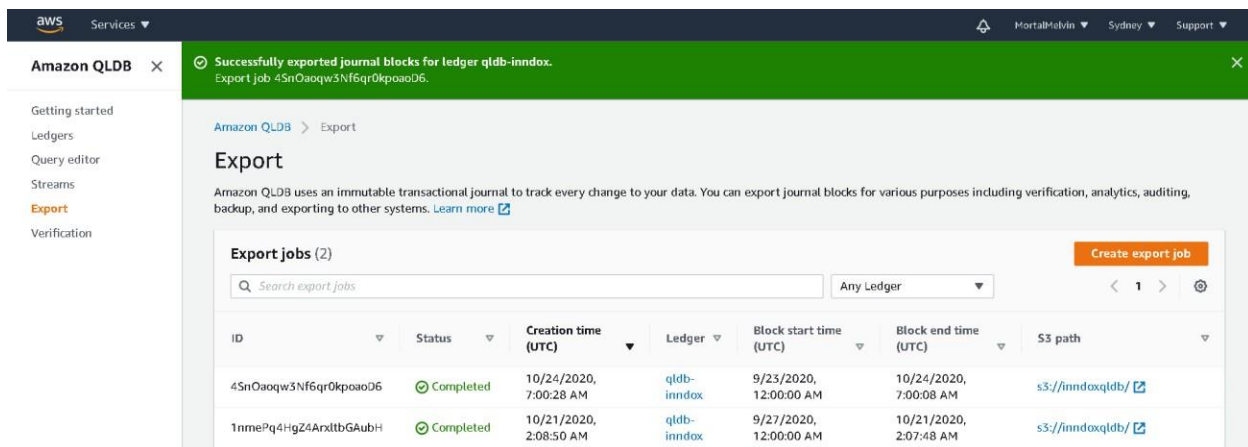 aws Services ▼ MortalMelvin ▼ Sydney ▼ Support ▼
Amazon QLDB
Getting started
Ledgers
Query editor
Streams
Export
Verification
Successfully exported journal blocks for ledger qldb-inndox.
Export job 4SnOaoqw3Nf6qr0kpoaoD6.
Amazon QLDB > Export
Export
Amazon QLDB uses an immutable transactional journal to track every change to your data. You can export journal blocks for various purposes including verification, analytics, auditing,
backup, and exporting to other systems. Learn more
Export jobs (2) Create export job
Search export jobs Any Ledger ▼ < 1 >
ID Status Creation time (UTC) Ledger Block start time (UTC) Block end time (UTC) S3 path
4SnOaoqw3Nf6qr0kpoaoD6 Completed 10/24/2020, 7:00:28 AM qldb-inndox 9/23/2020, 12:00:00 AM 10/24/2020, 7:00:08 AM s3://inndoxqldb/
1nmePq4HgZ4ArxltbGAubH Completed 10/21/2020, 2:08:50 AM qldb-inndox 9/27/2020, 12:00:00 AM 10/21/2020, 2:07:48 AM s3://inndoxqldb/